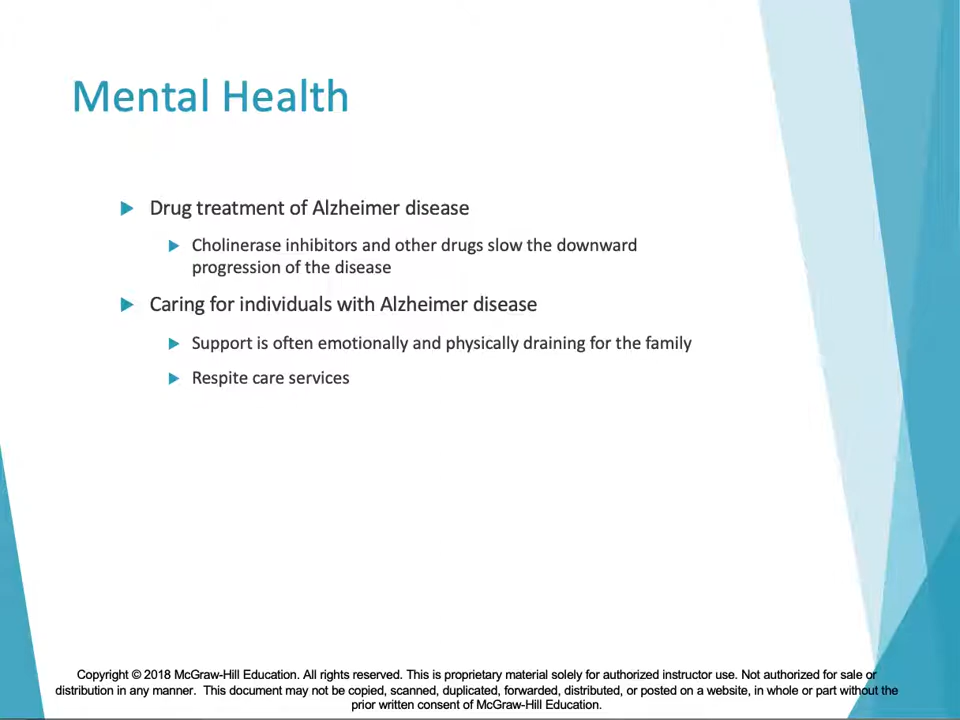 Mental Health
Drug treatment of Alzheimer disease
Cholinerase inhibitors and other drugs slow the downward
progression of the disease
Caring for individuals with Alzheimer disease
Support is often emotionally and physically draining for the family
Respite care services
Copyright © 2018 McGraw-Hill Education. All rights reserved. This is proprietary material solely for authorized instructor use. Not authorized for sale or
distribution in any manner. This document may not be copied, scanned, duplicated, forwarded, distributed, or posted on a website, in whole or part without the
prior written consent of McGraw-Hill Education.